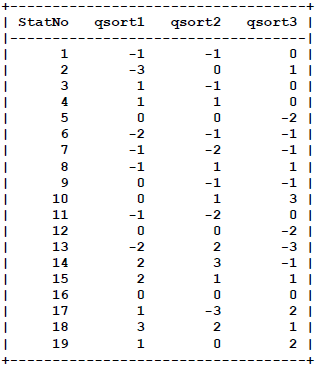 +--------------------------------------+
| StatNo   qsort1   qsort2   qsort3 |
|--------------------------------------|
|      1       -1       -1        0 |
|      2       -3        0        1 |
|      3        1       -1        0 |
|      4        1        1        0 |
|      5        0        0       -2 |
|      6       -2       -1       -1 |
|      7       -1       -2       -1 |
|      8       -1        1        1 |
|      9        0       -1       -1 |
|     10        0        1        3 |
|     11       -1       -2        0 |
|     12        0        0       -2 |
|     13       -2        2       -3 |
|     14        2        3       -1 |
|     15        2        1        1 |
|     16        0        0        0 |
|     17        1       -3        2 |
|     18        3        2        1 |
|     19        1        0        2 |
+--------------------------------------+